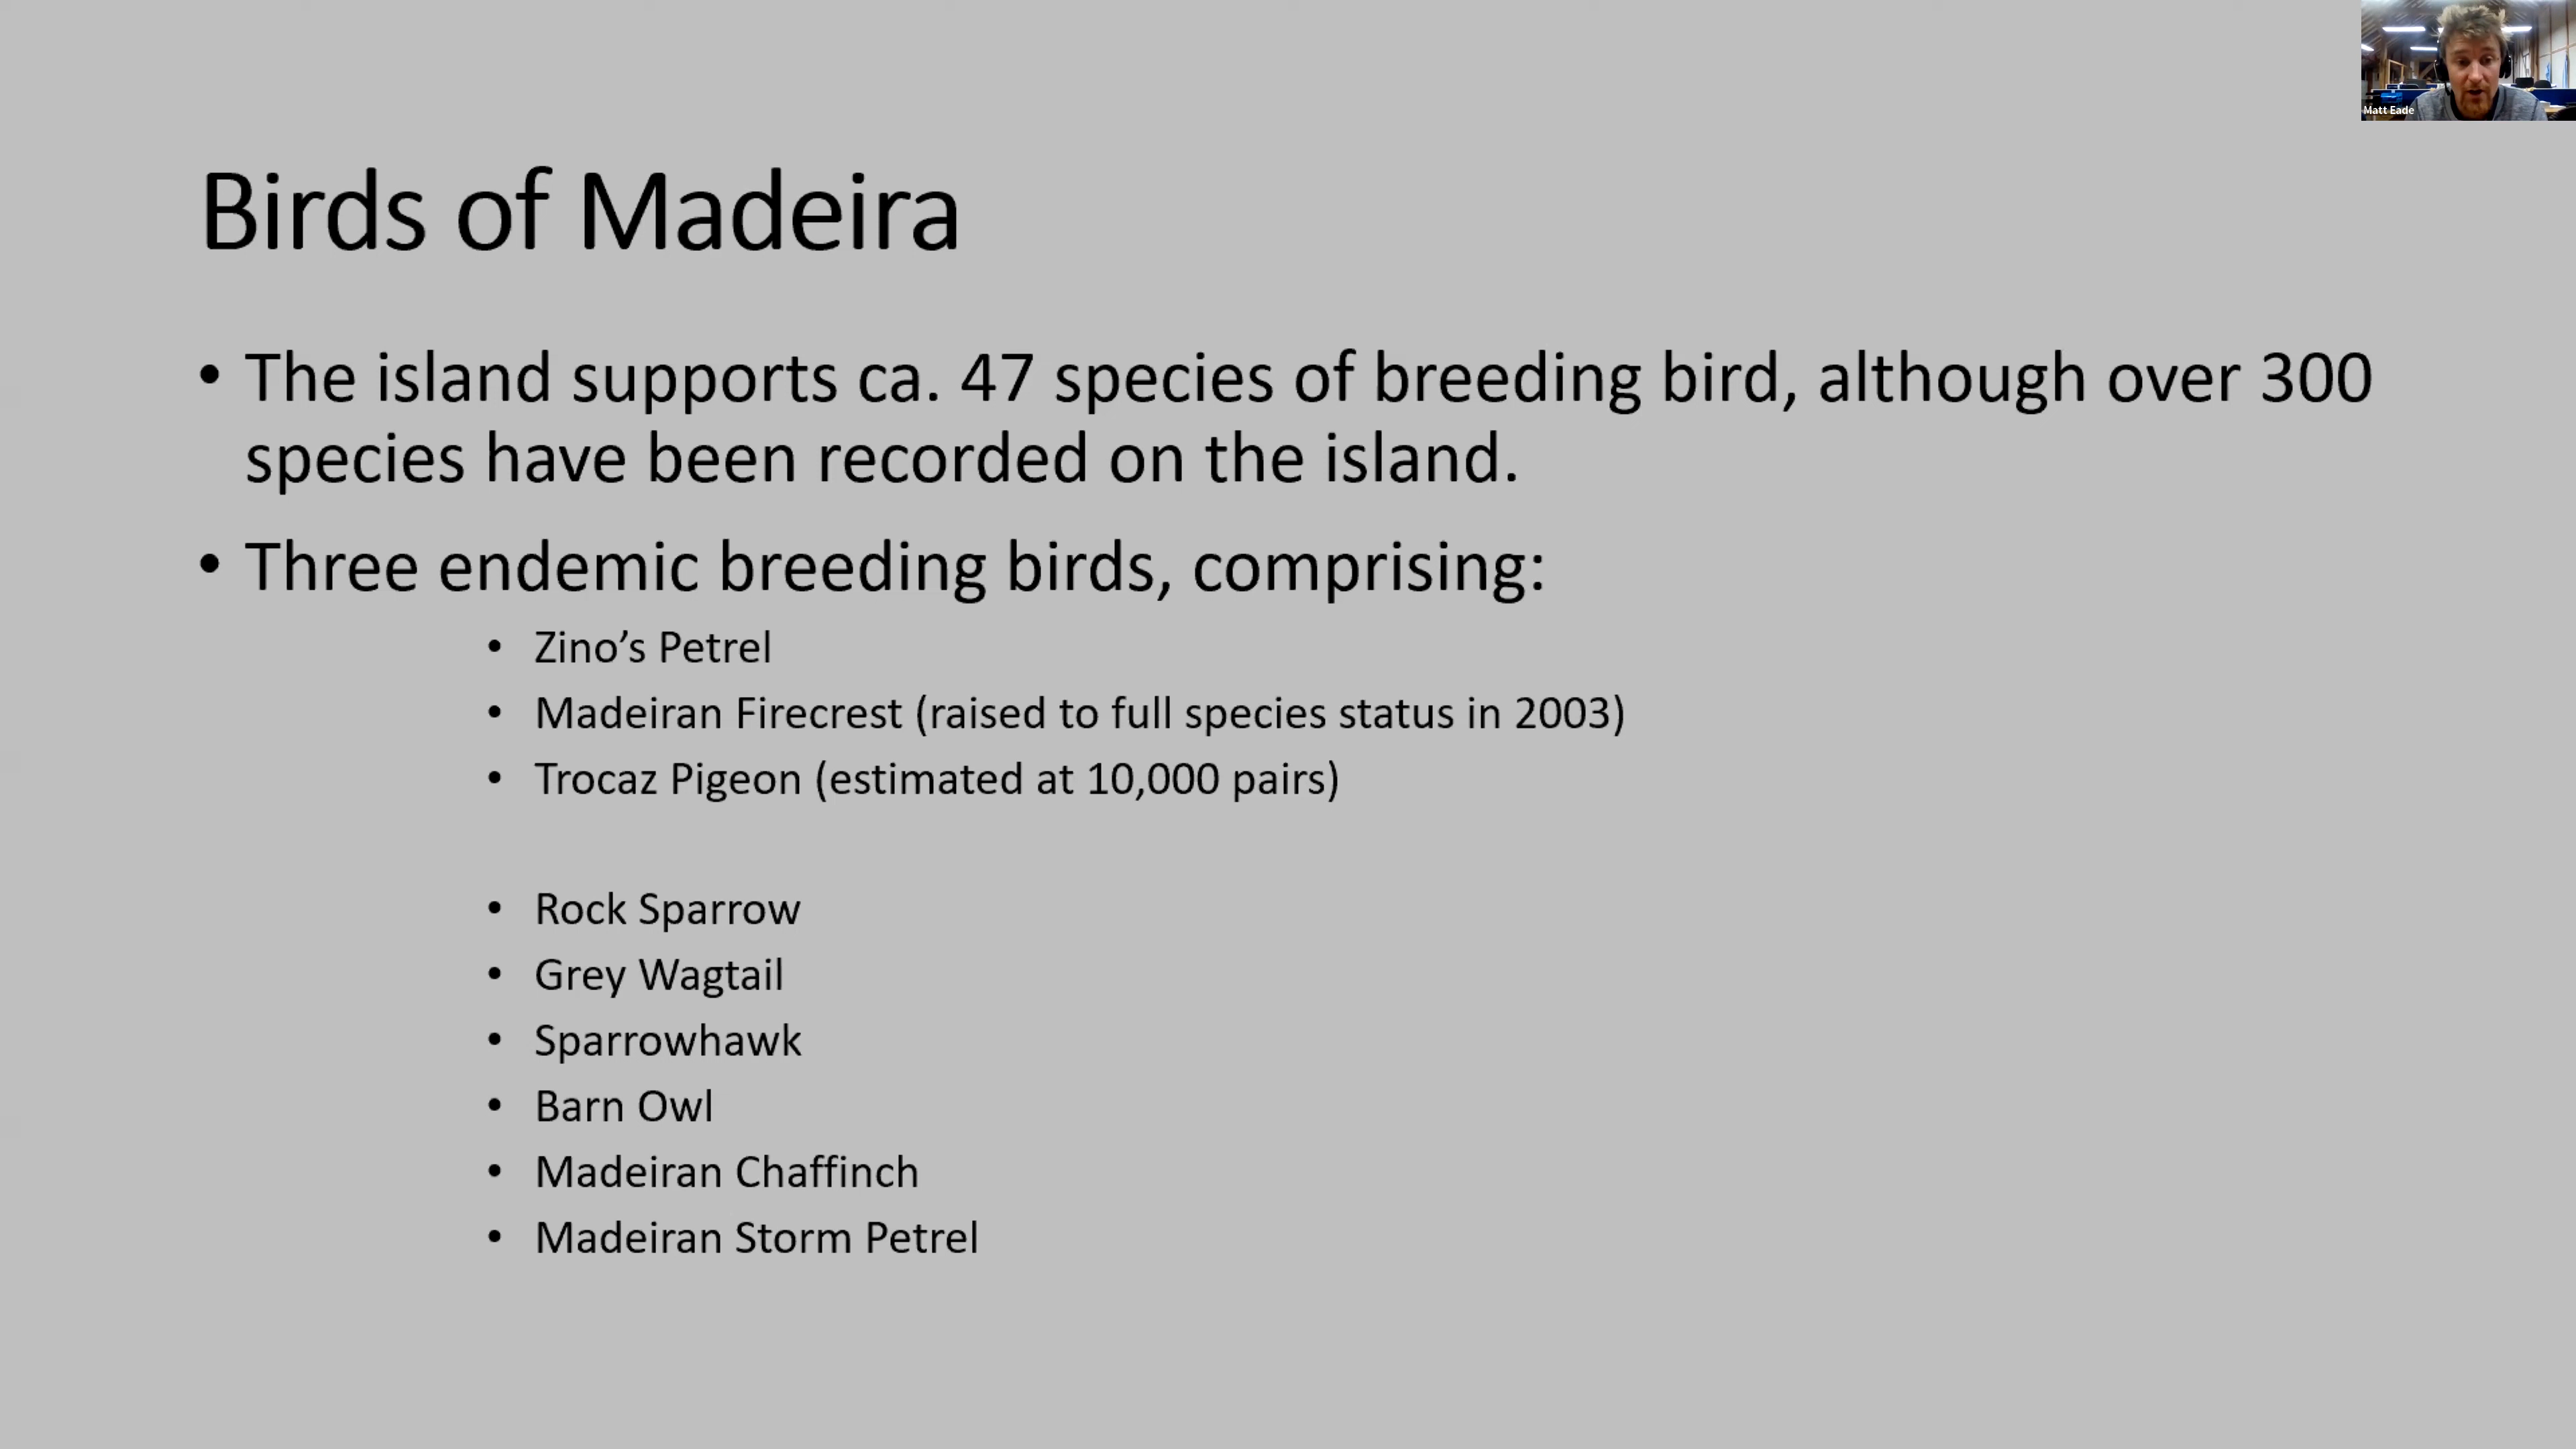 Matt Eade
Birds of Madeira
• The island supports ca. 47 species of breeding bird, although over 300
species have been recorded on the island.
• Three endemic breeding birds, comprising:
• Zino’s Petrel
• Madeiran Firecrest (raised to full species status in 2003)
• Trocaz Pigeon (estimated at 10,000 pairs)
• Rock Sparrow
• Grey Wagtail
• Sparrowhawk
• Barn Owl
• Madeiran Chaffinch
• Madeiran Storm Petrel